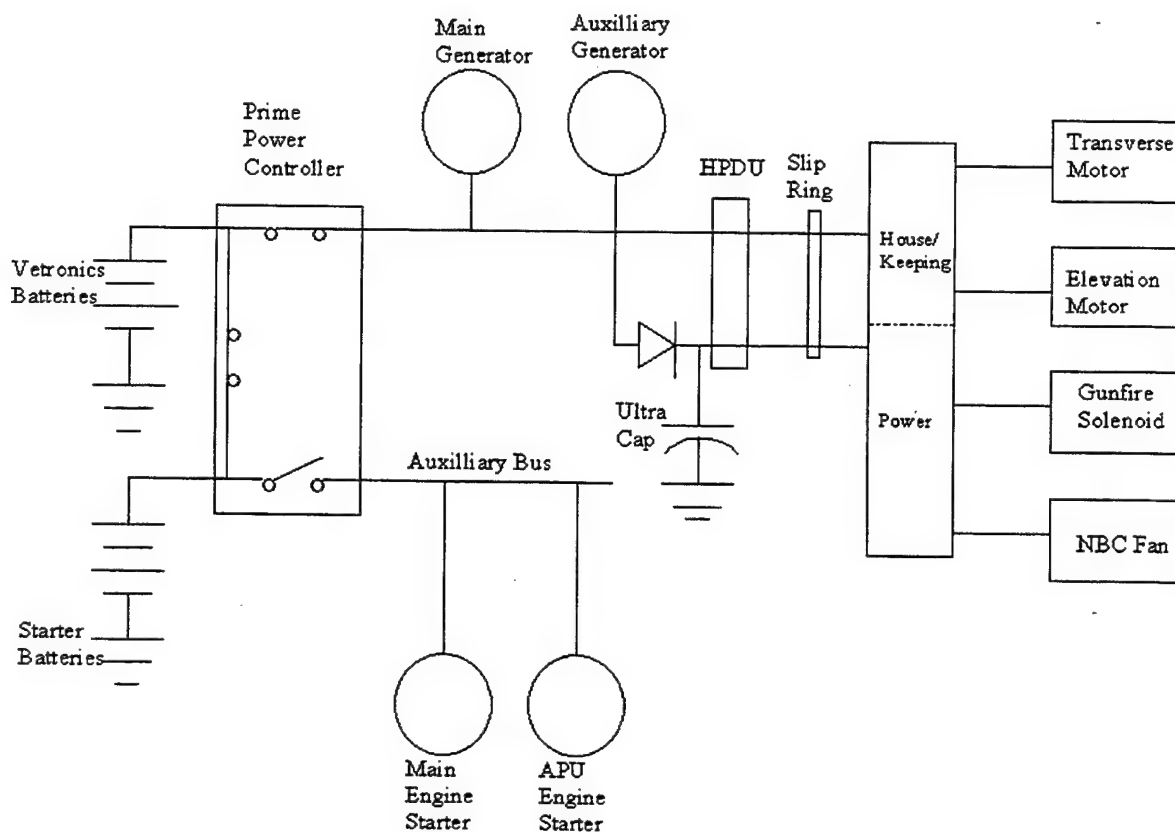 Main
Generator
Auxilliary
Generator
Prime
Power
Controller
HPDU
Slip
Ring
Transverse
Motor
Vetronics
Batteries
House/
Keeping
Elevation
Motor
Ultra
Cap
Power
Gunfire
Solenoid
Auxilliary Bus
NBC Fan
Starter
Batteries
Main
Engine
Starter
APU
Engine
Starter